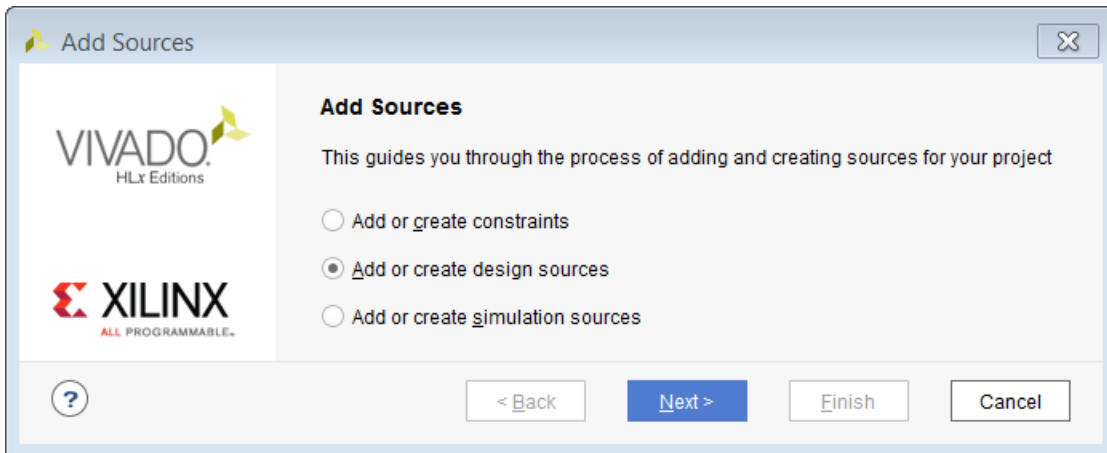 Add Sources
VIVADO.
HLx Editions
XILINX
ALL PROGRAMMABLE.
Add Sources
This guides you through the process of adding and creating sources for your project
Add or create constraints
Add or create design sources
Add or create simulation sources
?
< Back
Next >
Finish
Cancel